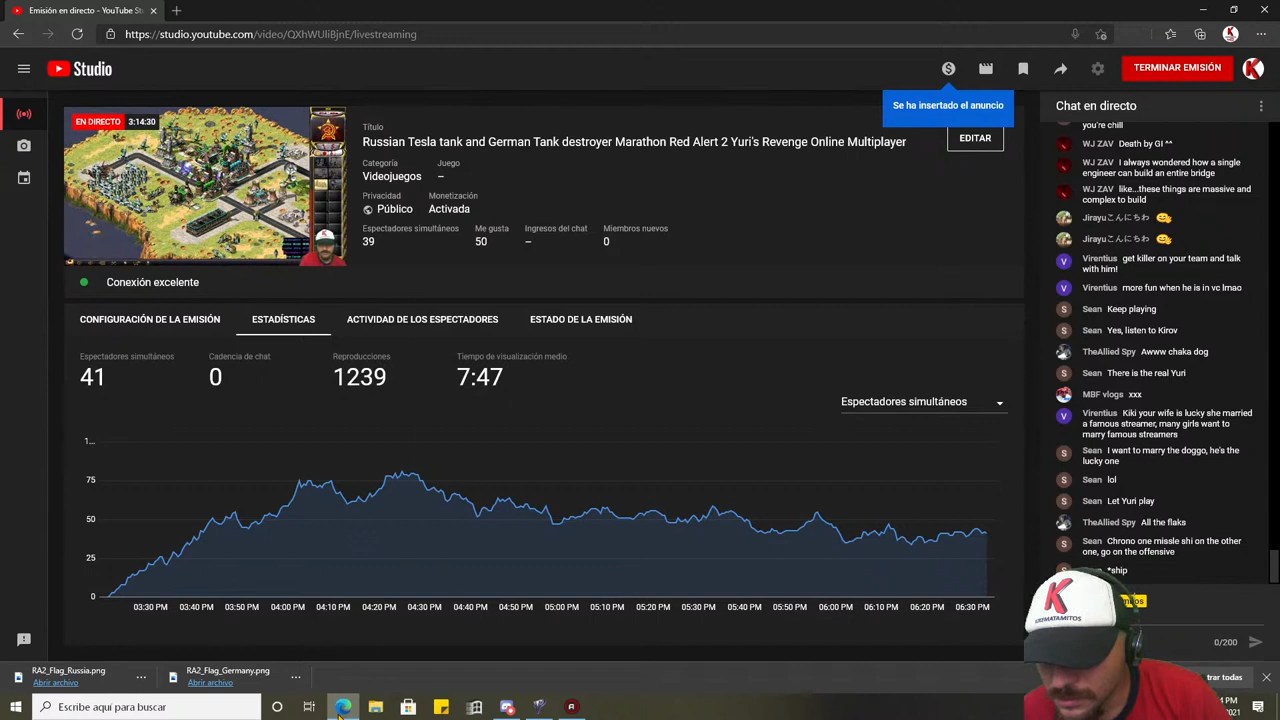 Emisión en directo - YouTube St
https://studio.youtube.com/video/QXhWUliBjnE/livestreaming
Studio
TERMINAR EMISIÓN
Se ha insertado el anuncio
EN DIRECTO 3:14:30
Título
Russian Tesla tank and German Tank destroyer Marathon Red Alert 2 Yuri's Revenge Online Multiplayer
EDITAR
Categoría Juego
Videojuegos –
Privacidad Monetización
Público Activada
Espectadores simultáneos Me gusta Ingresos del chat Miembros nuevos
39 50 – 0
Conexión excelente
CONFIGURACIÓN DE LA EMISIÓN ESTADÍSTICAS ACTIVIDAD DE LOS ESPECTADORES ESTADO DE LA EMISIÓN
Espectadores simultáneos Cadencia de chat Reproducciones Tiempo de visualización medio
41 0 1239 7:47
Espectadores simultáneos
1...
75
50
25
0
03:30 PM 03:40 PM 03:50 PM 04:00 PM 04:10 PM 04:20 PM 04:30 PM 04:40 PM 04:50 PM 05:00 PM 05:10 PM 05:20 PM 05:30 PM 05:40 PM 05:50 PM 06:00 PM 06:10 PM 06:20 PM 06:30 PM
Chat en directo
you're chill
WJ ZAV Death by GI ^^
WJ ZAV I always wondered how a single
engineer can build an entire bridge
WJ ZAV like...these things are massive and
complex to build
Jirayuこんにちわ
Jirayuこんにちわ
Virentius get killer on your team and talk
with him!
Virentius more fun when he is in vc lmao
Sean Keep playing
Sean Yes, listen to Kirov
TheAllied Spy Awww chaka dog
Sean There is the real Yuri
MBF vlogs xxx
Virentius Kiki your wife is lucky she married
a famous streamer, many girls want to
marry famous streamers
Sean I want to marry the doggo, he's the
lucky one
Sean lol
Sean Let Yuri play
TheAllied Spy All the flaks
Sean Chrono one missle shi on the other
one, go on the offensive
*ship
K
KIKEMATAMITOS
0/200
RA2_Flag_Russia.png
Abrir archivo
RA2_Flag_Germany.png
Abrir archivo
trar todas
Escribe aquí para buscar